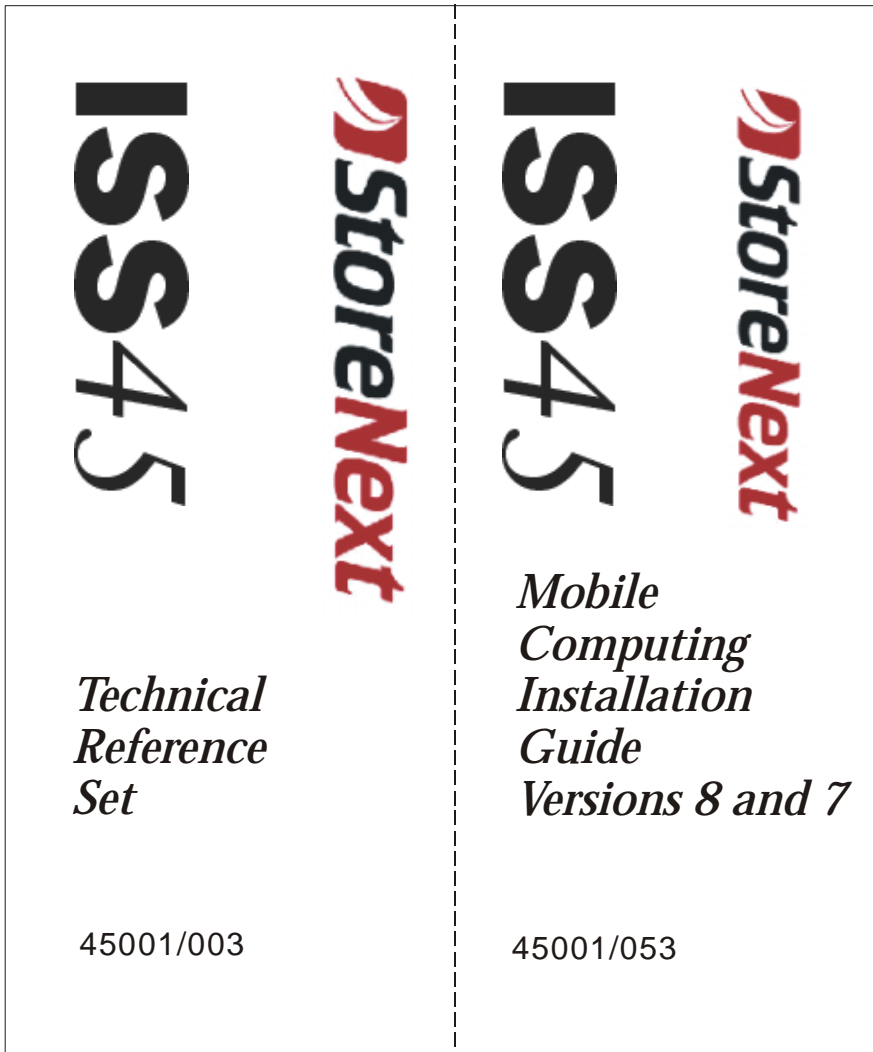 ISS45
StoreNext
Technical
Reference
Set
45001/003
ISS45
StoreNext
Mobile
Computing
Installation
Guide
Versions 8 and 7
45001/053